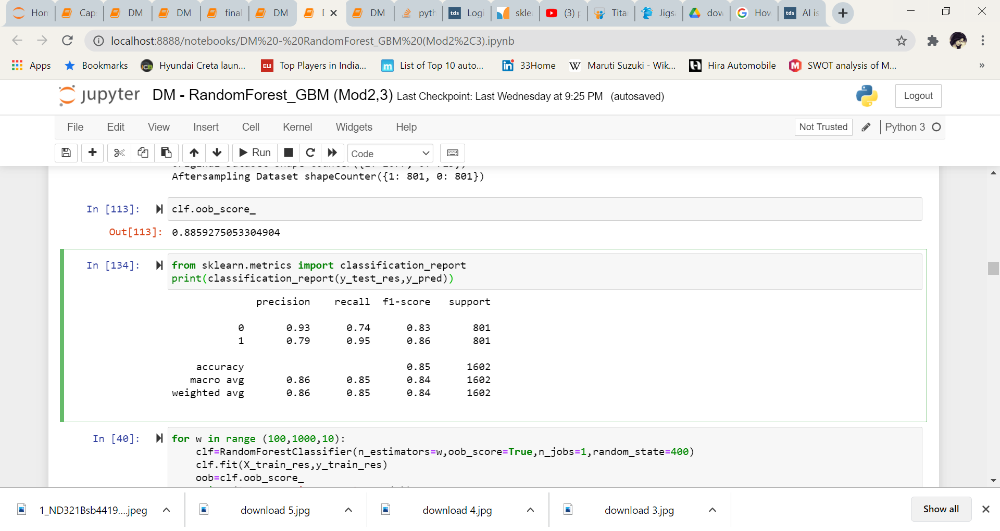 Hon Cap DM DM final DM [ DM pyth tds Logi skle (3) p Tita Jigs dow How tds AI is
localhost:8888/notebooks/DM%20-%20RandomForest_GBM%20(Mod2%2C3).ipynb
Apps Bookmarks Hyundai Creta laun... EW Top Players in India... m List of Top 10 auto... in 33Home W Maruti Suzuki - Wik... H Hira Automobile M SWOT analysis of M... »
jupyter DM - RandomForest_GBM (Mod2,3) Last Checkpoint: Last Wednesday at 9:25 PM (autosaved) Logout
File Edit View Insert Cell Kernel Widgets Help Not Trusted Python 3
Run Code
Aftersampling Dataset shapeCounter({1: 801, 0: 801})
In [113]: clf.oob_score_
Out[113]: 0.8859275053304904
In [134]: from sklearn.metrics import classification_report
print(classification_report(y_test_res,y_pred))
precision recall f1-score support
0 0.93 0.74 0.83 801
1 0.79 0.95 0.86 801
accuracy 0.85 1602
macro avg 0.86 0.85 0.84 1602
weighted avg 0.86 0.85 0.84 1602
In [40]: for w in range (100,1000,10):
clf=RandomForestClassifier(n_estimators=w,oob_score=True,n_jobs=1,random_state=400)
clf.fit(X_train_res,y_train_res)
oob=clf.oob_score_
1_ND321Bsb4419....jpeg download 5.jpg download 4.jpg download 3.jpg Show all